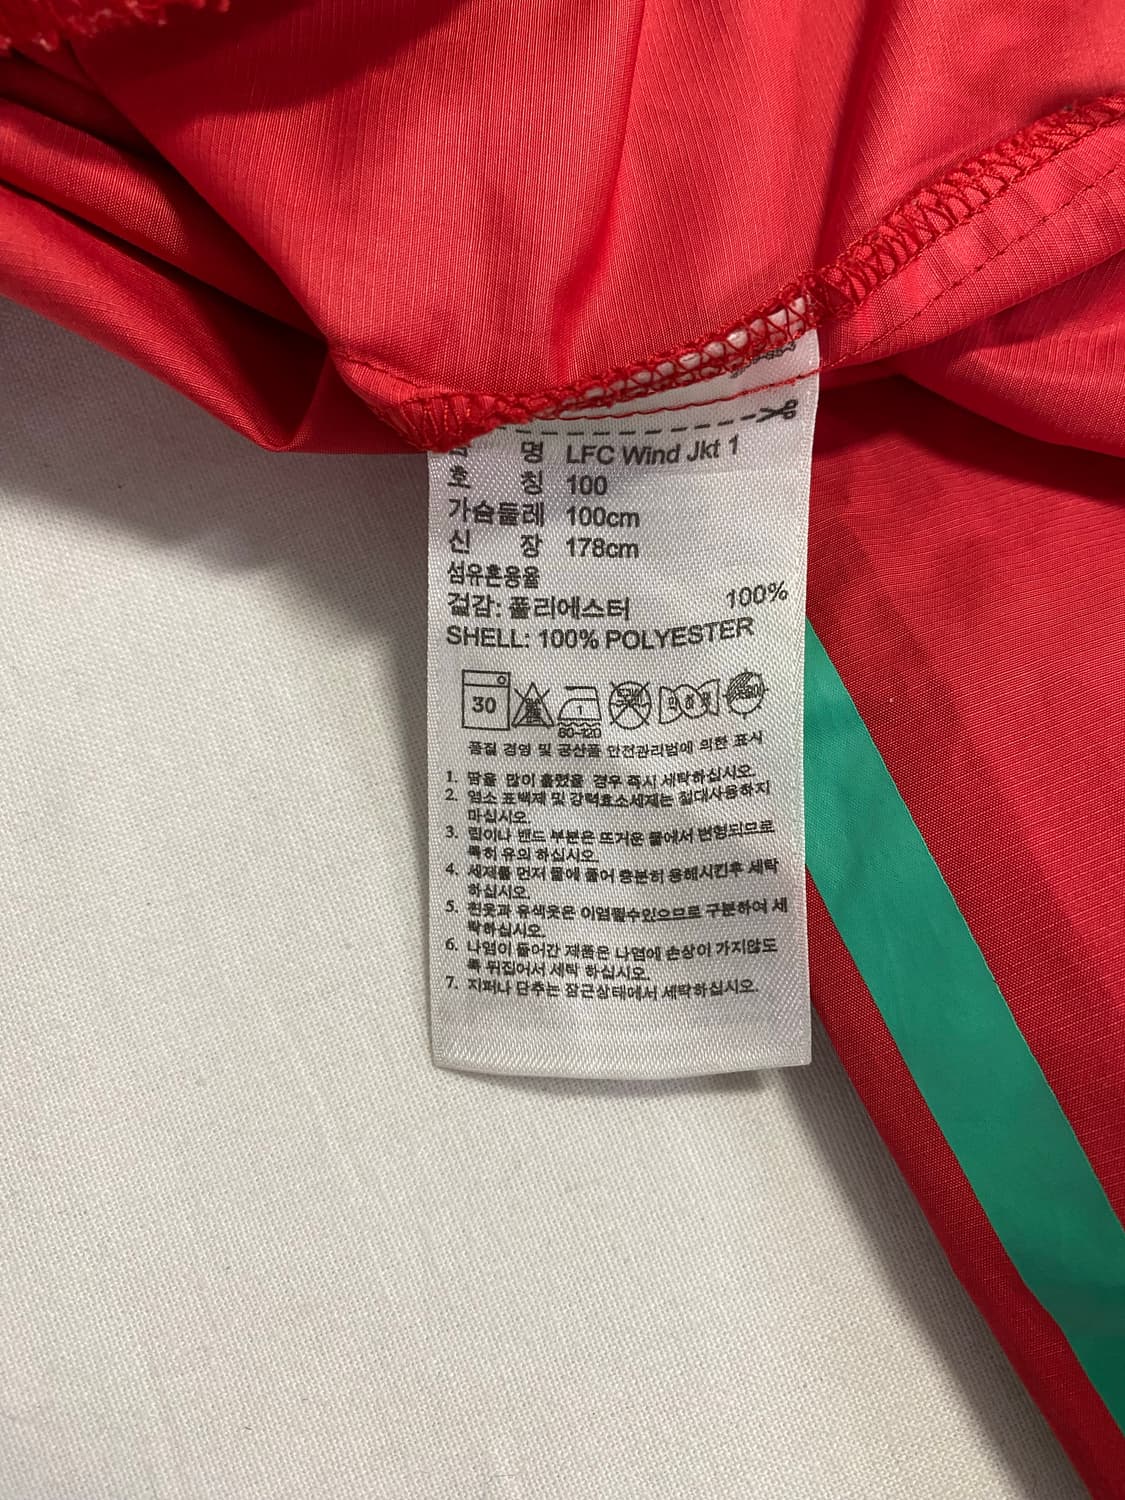 명 LFC Wind Jkt 1
호 칭 100
가슴둘레 100cm
신 장 178cm
섬유혼용율
겉감: 폴리에스터 100%
SHELL: 100% POLYESTER
30 1
60~120
품질 경영 및 공산품 안전관리법에 의한 표시
1. 땀을 많이 흘렸을 경우 즉시 세탁하십시오.
2. 염소 표백제 및 강력효소세제는 절대사용하지
마십시오.
3. 립이나 밴드 부분은 뜨거운 물에서 변형되므로
특히 유의 하십시오.
4. 세제를 먼저 물에 풀어 충분히 용해시킨후 세탁
하십시오.
5. 흰옷과 유색옷은 이염될수있으므로 구분하여 세
탁하십시오.
6. 나염이 들어간 제품은 나염에 손상이 가지않도
록 뒤집어서 세탁 하십시오.
7. 지퍼나 단추는 잠근상태에서 세탁하십시오.